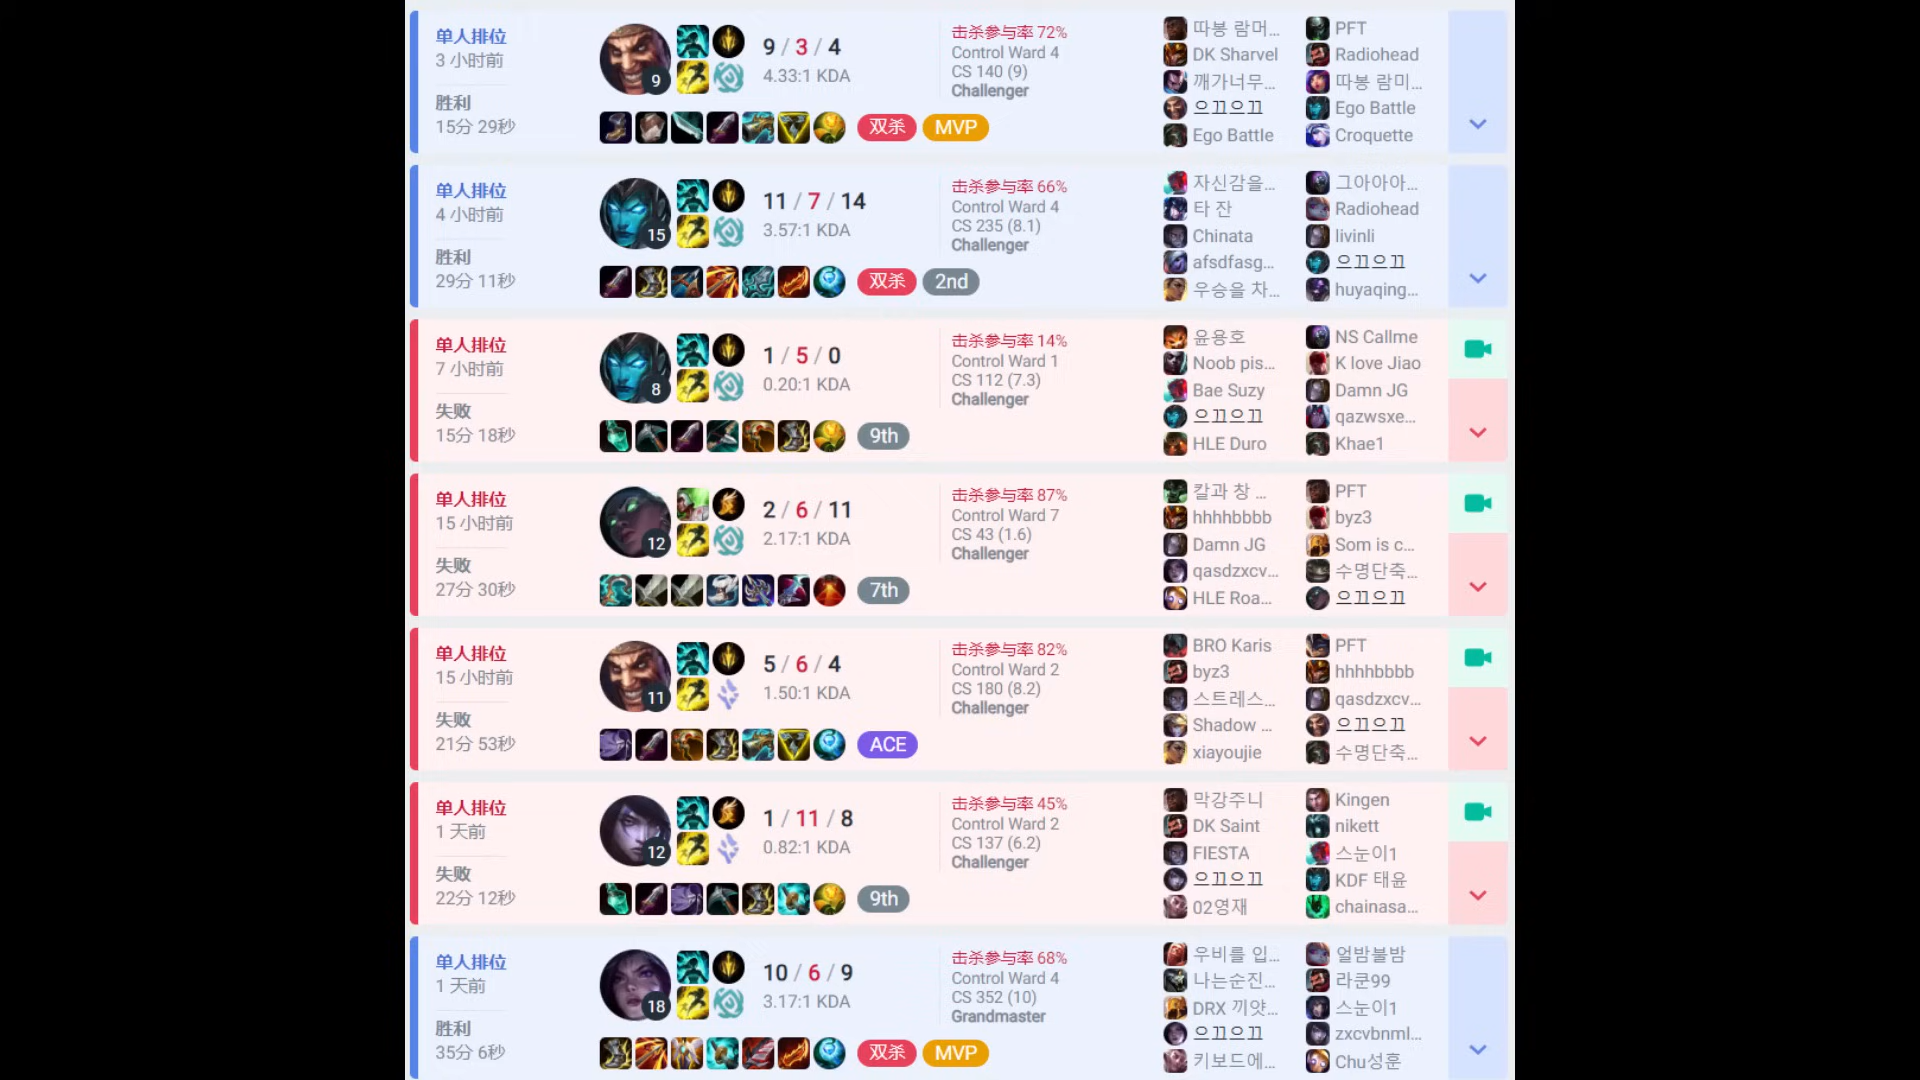 单人排位
3 小时前
胜利
15分 29秒
9
9 / 3 / 4
4.33:1 KDA
双杀 MVP
击杀参与率 72%
Control Ward 4
CS 140 (9)
Challenger
따봉 람머... PFT
DK Sharvel Radiohead
깨가너무... 따봉 람미...
으끄으끄 Ego Battle
Ego Battle Croquette
单人排位
4 小时前
胜利
29分 11秒
15
11 / 7 / 14
3.57:1 KDA
双杀 2nd
击杀参与率 66%
Control Ward 4
CS 235 (8.1)
Challenger
자신감을... 그아아아...
타 잔 Radiohead
Chinata livinli
afsdfasg... 으끄으끄
우승을 차... huyaqing...
单人排位
7 小时前
失败
15分 18秒
8
1 / 5 / 0
0.20:1 KDA
9th
击杀参与率 14%
Control Ward 1
CS 112 (7.3)
Challenger
윤용호 NS Callme
Noob pis... K love Jiao
Bae Suzy Damn JG
으끄으끄 qazwsxe...
HLE Duro Khae1
单人排位
15 小时前
失败
27分 30秒
12
2 / 6 / 11
2.17:1 KDA
7th
击杀参与率 87%
Control Ward 7
CS 43 (1.6)
Challenger
칼과 창 ... PFT
hhhhbbbb byz3
Damn JG Som is c...
qasdzxcv... 수명단축...
HLE Roa... 으끄으끄
单人排位
15 小时前
失败
21分 53秒
11
5 / 6 / 4
1.50:1 KDA
ACE
击杀参与率 82%
Control Ward 2
CS 180 (8.2)
Challenger
BRO Karis PFT
byz3 hhhhbbbb
스트레스... qasdzxcv...
Shadow ... 으끄으끄
xiayoujie 수명단축...
单人排位
1 天前
失败
22分 12秒
12
1 / 11 / 8
0.82:1 KDA
9th
击杀参与率 45%
Control Ward 2
CS 137 (6.2)
Challenger
막강주니 Kingen
DK Saint nikett
FIESTA 스눈이1
으끄으끄 KDF 태윤
02영재 chainasa...
单人排位
1 天前
胜利
35分 6秒
18
10 / 6 / 9
3.17:1 KDA
双杀 MVP
击杀参与率 68%
Control Ward 4
CS 352 (10)
Grandmaster
우비를 입... 얼밤블밤
나는순진... 라쿤99
DRX 끼얏... 스눈이1
으끄으끄 zxcvbnml...
키보드에... Chu성훈